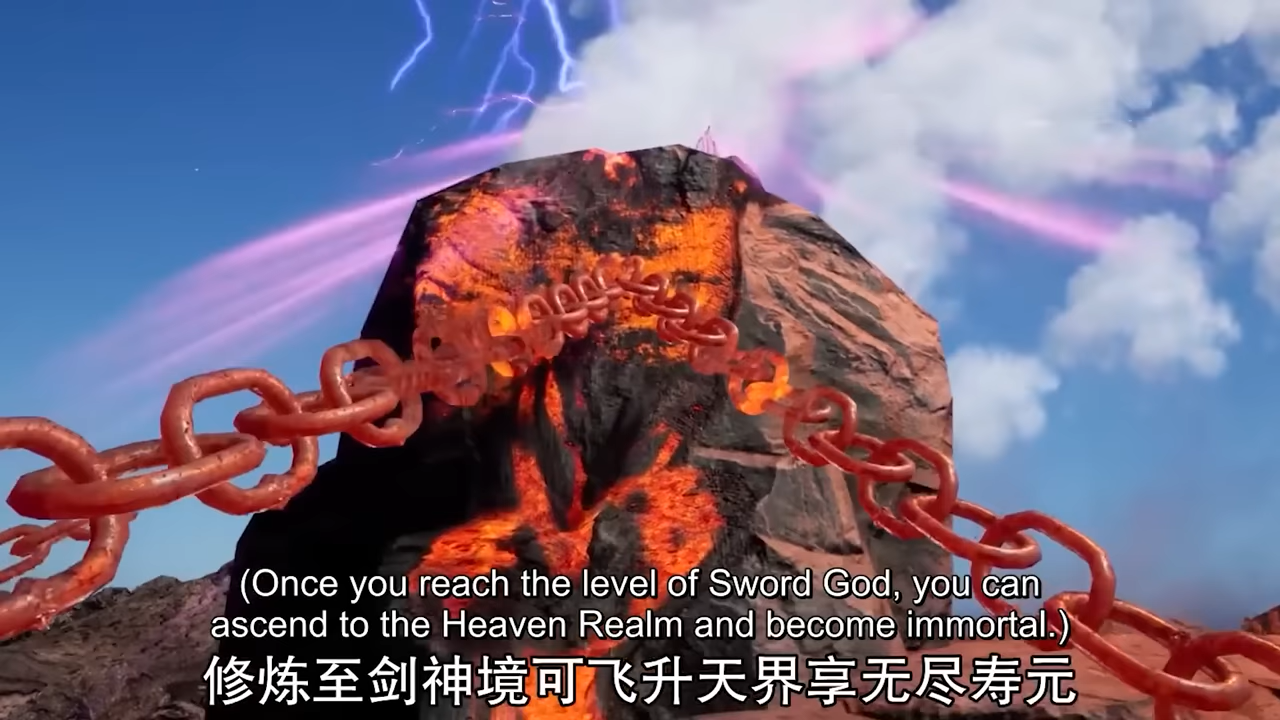 (Once you reach the level of Sword God, you can
ascend to the Heaven Realm and become immortal.)
修炼至剑神境可飞升天界享无尽寿元